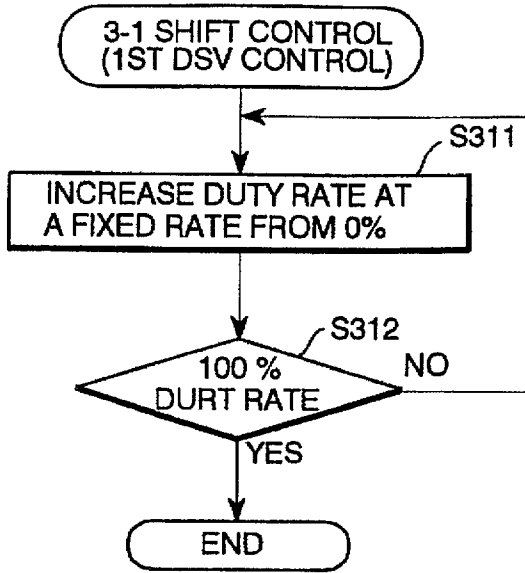 3-1 SHIFT CONTROL
(1ST DSV CONTROL)
S311
INCREASE DUTY RATE AT
A FIXED RATE FROM 0%
S312
100 %
DURT RATE
NO
YES
END